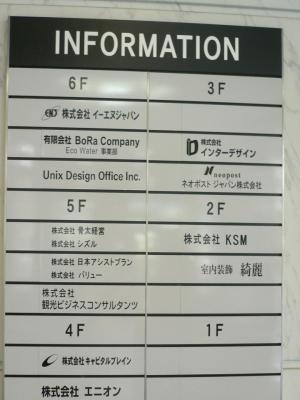 INFORMATION
6F
株式会社 イーエヌジャパン
有限会社 BoRa Company
Eco Water 事業部
Unix Design Office Inc.
5F
株式会社 骨太経営
株式会社 シズル
株式会社 日本アシストプラン
株式会社 バリュー
株式会社
観光ビジネスコンサルタンツ
4F
株式会社 キャピタルブレイン
株式会社 エニオン
3F
株式会社
インターデザイン
neopost
ネオポスト ジャパン株式会社
2F
株式会社 KSM
室内装飾 綺麗
1F